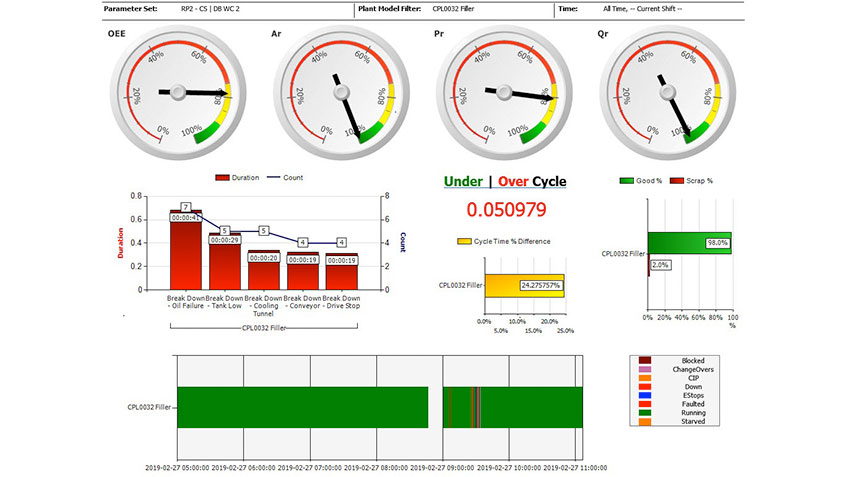 Parameter Set: RP2 - CS | DB WC 2 Plant Model Filter: CPL0032 Filler Time: All Time, -- Current Shift --
OEE Ar Pr Qr
0% 20% 40% 60% 80% 100%
0% 20% 40% 60% 80% 100%
0% 20% 40% 60% 80% 100%
0% 20% 40% 60% 80% 100%
Duration Count
0.8
0.6
0.4
0.2
0
8
6
4
2
0
Duration
Count
7
5
5
4
4
00:00:41
00:00:29
00:00:20
00:00:19
00:00:19
Break Down - Oil Failure
Break Down - Tank Low
Break Down - Cooling Tunnel
Break Down - Conveyor
Break Down - Drive Stop
CPL0032 Filler
Under | Over Cycle
0.050979
Cycle Time % Difference
CPL0032 Filler
24.275757%
0.0% 10.0% 20.0%
5.0% 15.0% 25.0%
Good % Scrap %
98.0%
CPL0032 Filler
2.0%
0% 20% 40% 60% 80% 100
%
CPL0032 Filler
2019-02-27 05:00:00 2019-02-27 06:00:00 2019-02-27 07:00:00 2019-02-27 08:00:00 2019-02-27 09:00:00 2019-02-27 10:00:00 2019-02-27 11:00:00
Blocked
ChangeOvers
CIP
Down
EStops
Faulted
Running
Starved